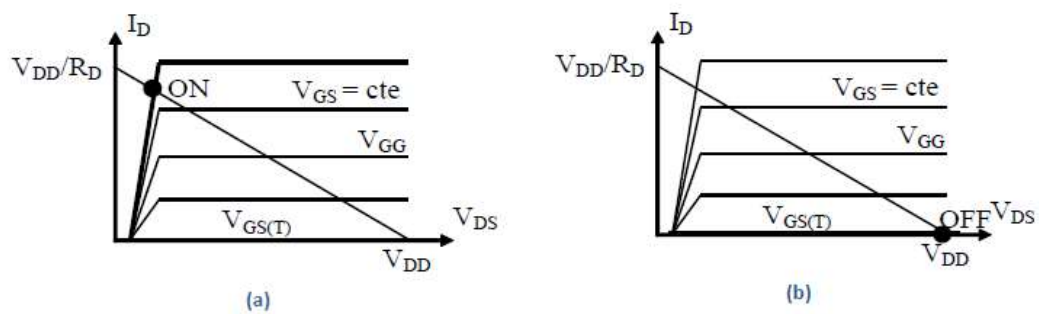 I_D
V_DD/R_D
ON
V_GS = cte
V_GG
V_GS(T)
V_DS
V_DD
(a)
I_D
V_DD/R_D
V_GS = cte
V_GG
V_GS(T)
OFF
V_DS
V_DD
(b)